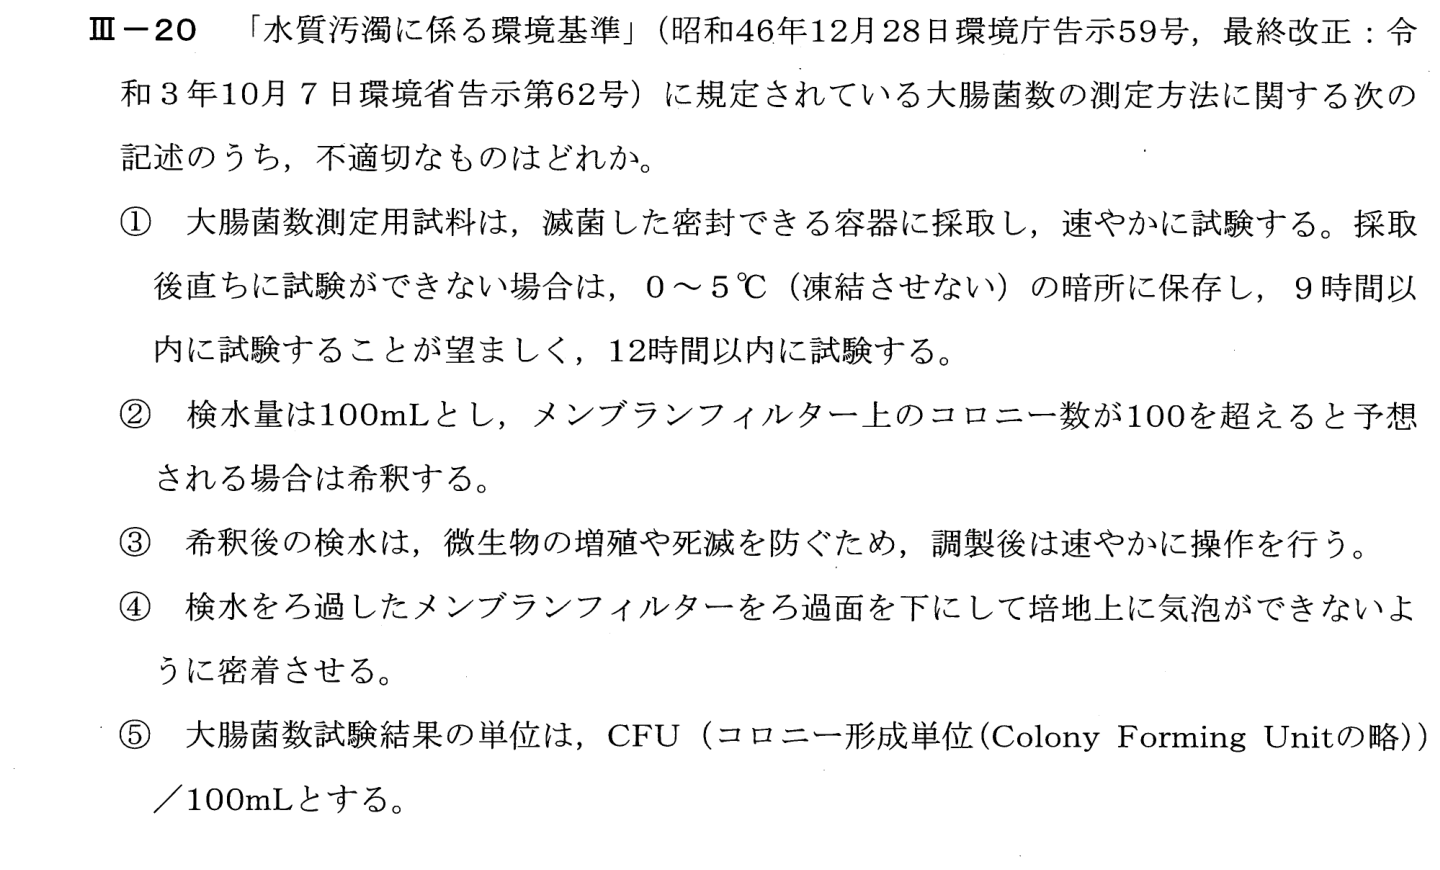 Ⅲ－20　「水質汚濁に係る環境基準」（昭和46年12月28日環境庁告示59号，最終改正：令
和３年10月７日環境省告示第62号）に規定されている大腸菌数の測定方法に関する次の
記述のうち，不適切なものはどれか。
①　大腸菌数測定用試料は，滅菌した密封できる容器に採取し，速やかに試験する。採取
後直ちに試験ができない場合は，０～５℃（凍結させない）の暗所に保存し，９時間以
内に試験することが望ましく，12時間以内に試験する。
②　検水量は100mLとし，メンブランフィルター上のコロニー数が100を超えると予想
される場合は希釈する。
③　希釈後の検水は，微生物の増殖や死滅を防ぐため，調製後は速やかに操作を行う。
④　検水をろ過したメンブランフィルターをろ過面を下にして培地上に気泡ができないよ
うに密着させる。
⑤　大腸菌数試験結果の単位は，CFU（コロニー形成単位(Colony Forming Unitの略)）
／100mLとする。